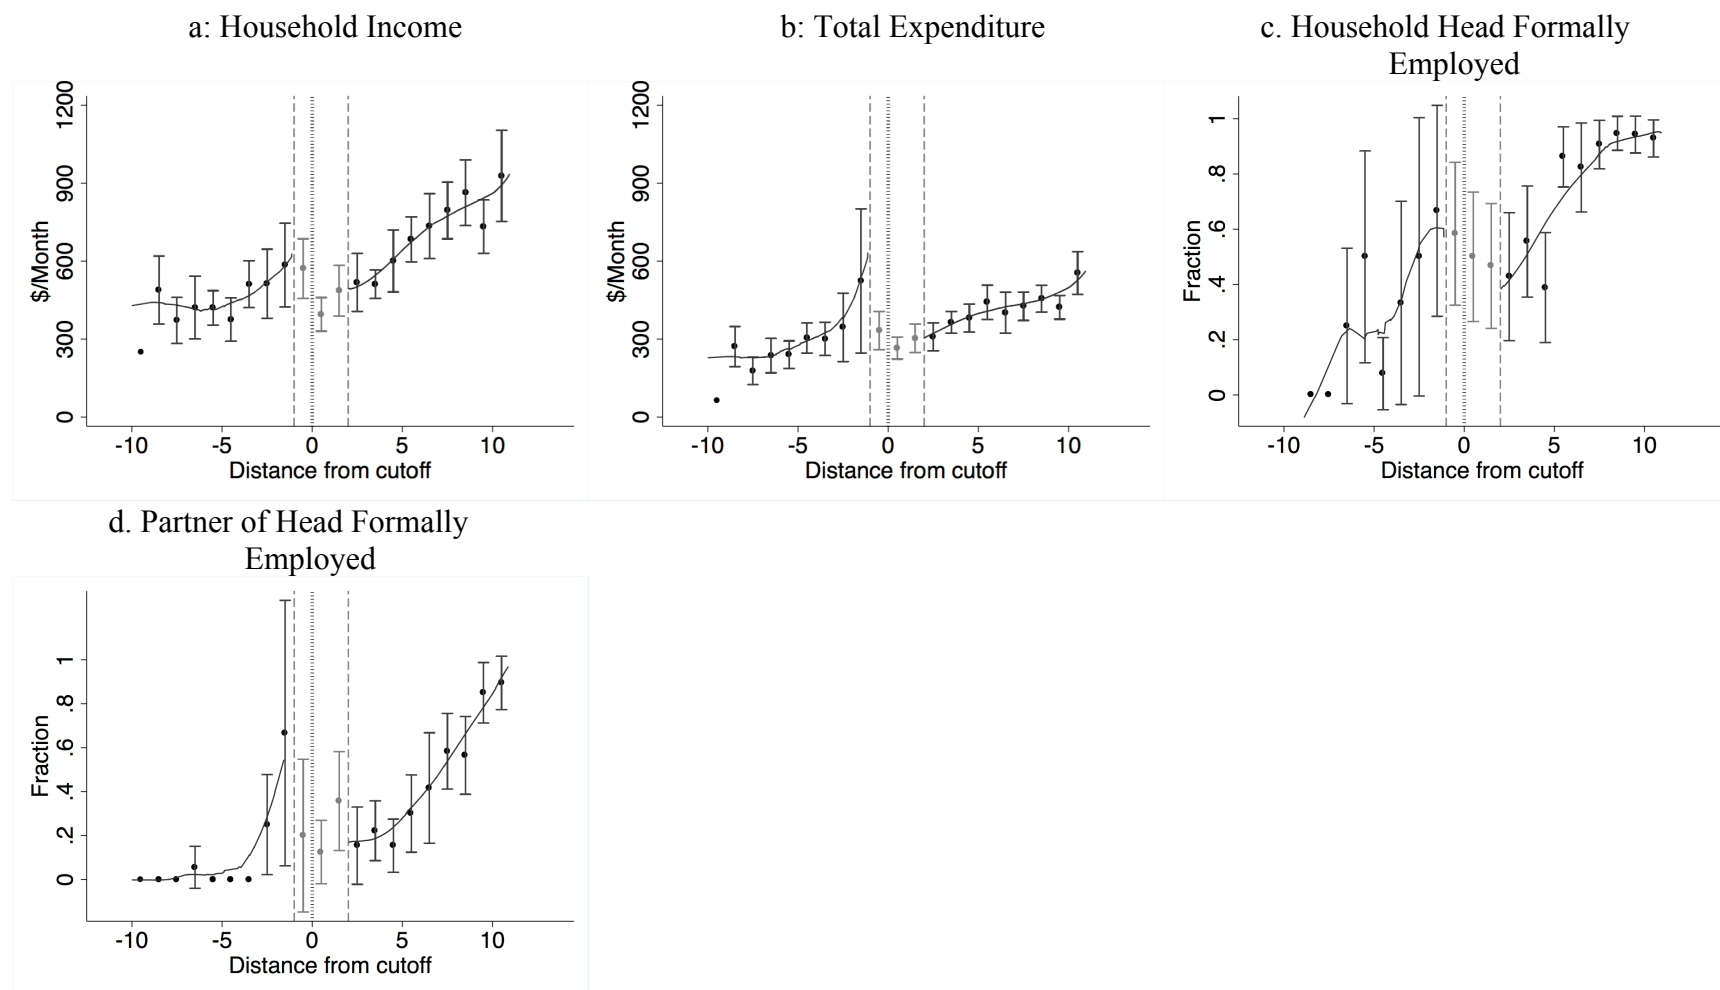 a: Household Income
1200
900
600
300
0
$/Month
-10 -5 0 5 10
Distance from cutoff
b: Total Expenditure
1200
900
600
300
0
$/Month
-10 -5 0 5 10
Distance from cutoff
c. Household Head Formally
Employed
1
.8
.6
.4
.2
0
Fraction
-10 -5 0 5 10
Distance from cutoff
d. Partner of Head Formally
Employed
1
.8
.6
.4
.2
0
Fraction
-10 -5 0 5 10
Distance from cutoff